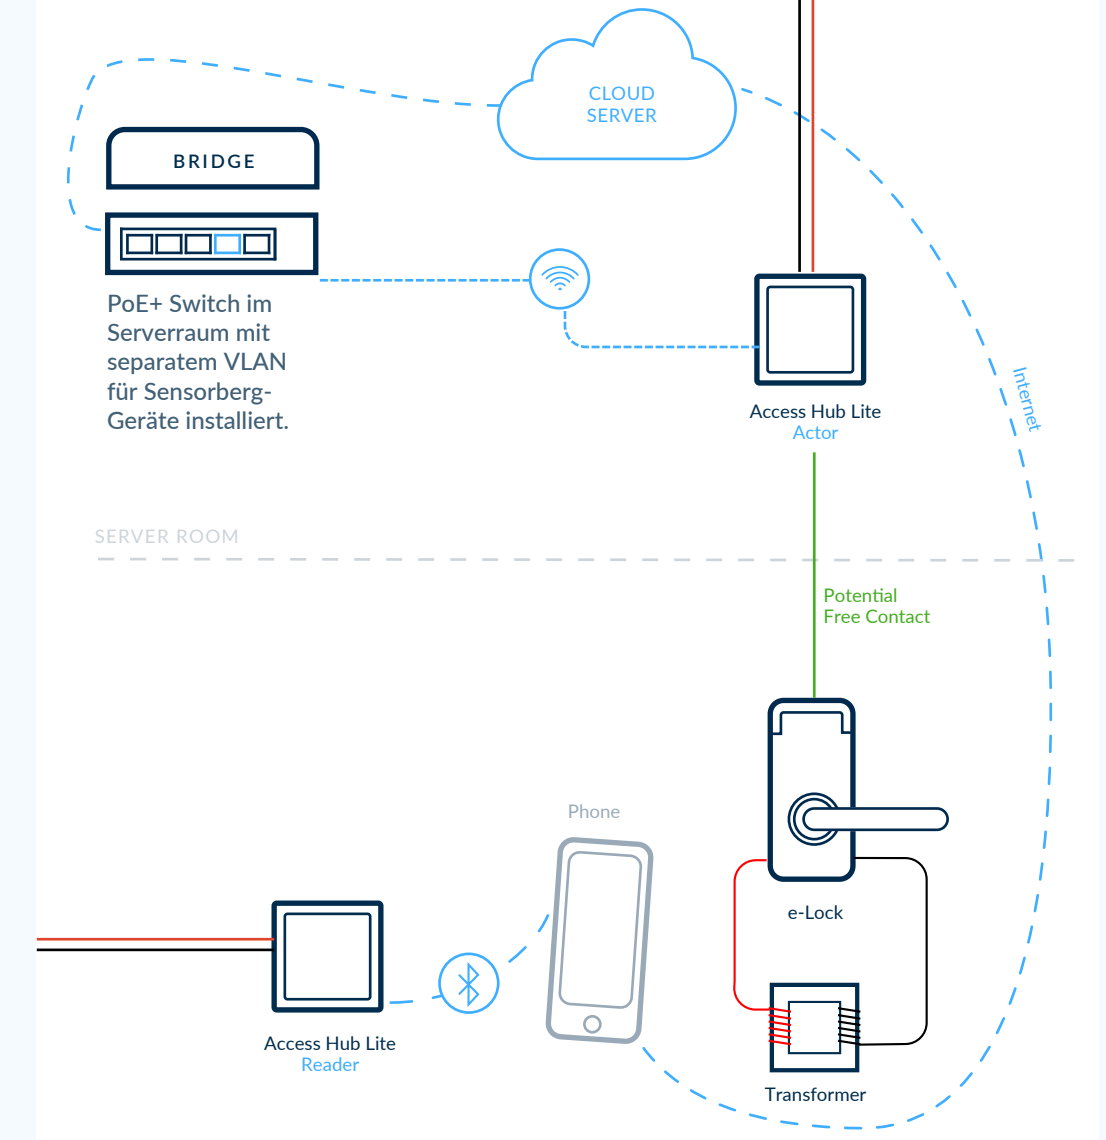 CLOUD
SERVER
BRIDGE
PoE+ Switch im
Serverraum mit
separatem VLAN
für Sensorberg-
Geräte installiert.
Internet
Access Hub Lite
Actor
SERVER ROOM
Potential
Free Contact
Phone
e-Lock
Access Hub Lite
Reader
Transformer